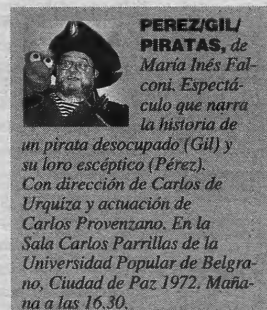 PEREZ/GIL/
PIRATAS, de
María Inés Fal-
coni. Espectá-
culo que narra
la historia de
un pirata desocupado (Gil) y
su loro escéptico (Pérez).
Con dirección de Carlos de
Urquiza y actuación de
Carlos Provenzano. En la
Sala Carlos Parrillas de la
Universidad Popular de Belgra-
no, Ciudad de Paz 1972. Maña-
na a las 16.30.